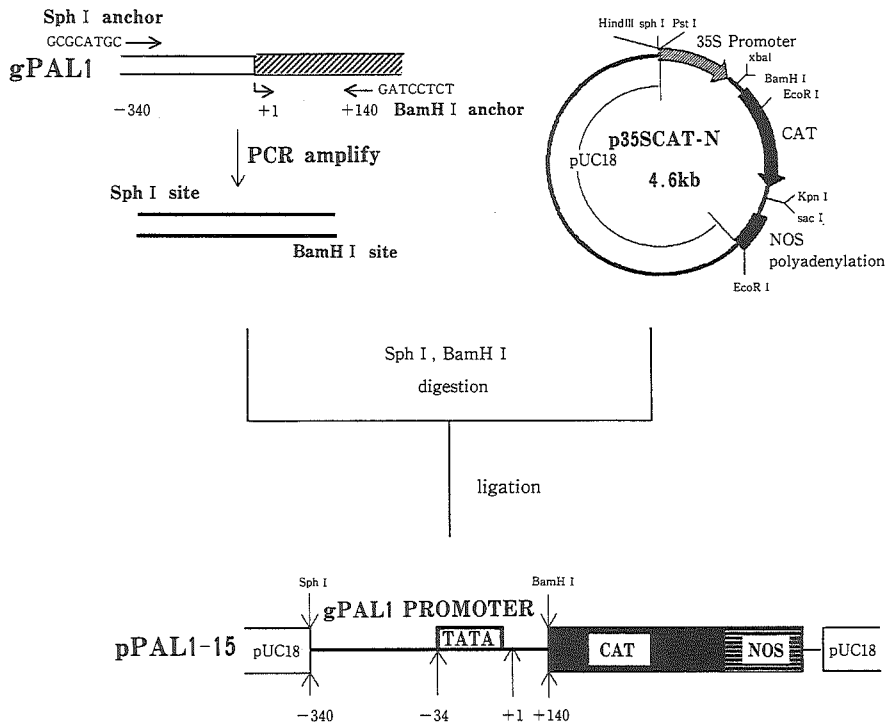 Sph I anchor
GCGCATGC
gPAL1
GATCCTCT
-340
+1
+140
BamH I anchor
PCR amplify
Sph I site
BamH I site
HindIII sph I Pst I
35S Promoter
xbaI
BamH I
EcoR I
p35SCAT-N
pUC18
4.6kb
CAT
Kpn I
sac I
NOS
polyadenylation
EcoR I
Sph I , BamH I
digestion
ligation
Sph I
BamH I
gPAL1 PROMOTER
pPAL1-15
pUC18
TATA
CAT
NOS
pUC18
-340
-34
+1
+140